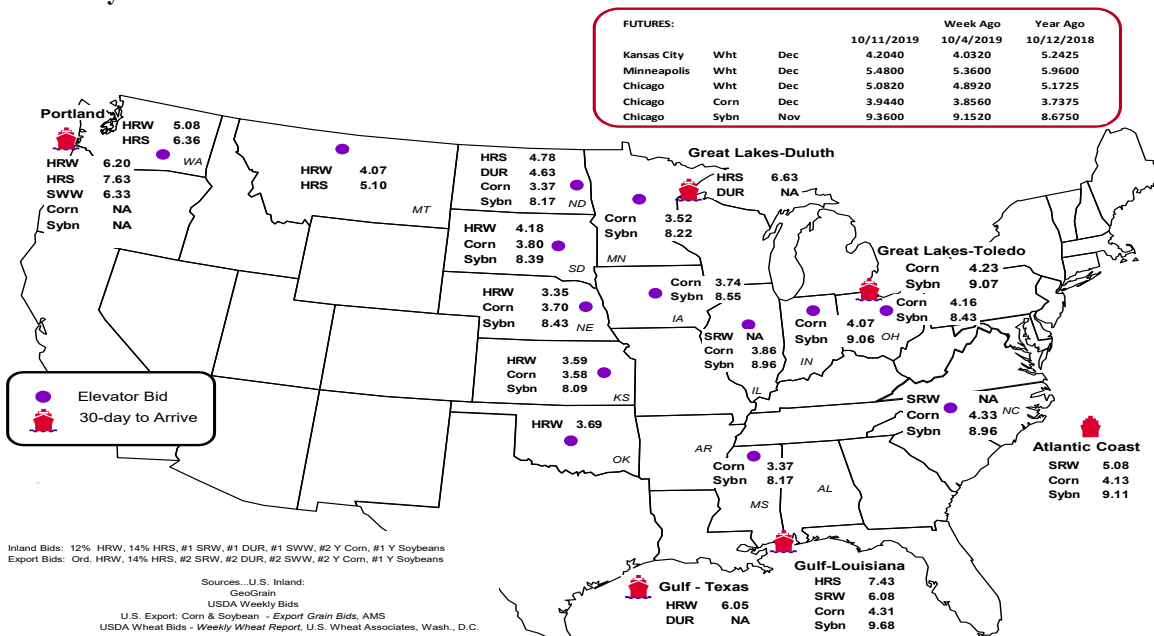 FUTURES: Week Ago Year Ago
10/11/2019 10/4/2019 10/12/2018
Kansas City Wht Dec 4.2040 4.0320 5.2425
Minneapolis Wht Dec 5.4800 5.3600 5.9600
Chicago Wht Dec 5.0820 4.8920 5.1725
Chicago Corn Dec 3.9440 3.8560 3.7375
Chicago Sybn Nov 9.3600 9.1520 8.6750
Portland
HRW 5.08
HRS 6.36
WA
HRW 6.20
HRS 7.63
SWW 6.33
Corn NA
Sybn NA
HRW 4.07
HRS 5.10
MT
HRS 4.78
DUR 4.63
Corn 3.37
Sybn 8.17
ND
Great Lakes-Duluth
HRS 6.63
DUR NA
Corn 3.52
Sybn 8.22
MN
HRW 4.18
Corn 3.80
Sybn 8.39
SD
Great Lakes-Toledo
Corn 4.23
Sybn 9.07
Corn 4.16
Sybn 8.43
OH
HRW 3.35
Corn 3.70
Sybn 8.43
NE
Corn 3.74
Sybn 8.55
IA
SRW NA
Corn 3.86
Sybn 8.96
IL
Corn 4.07
Sybn 9.06
IN
HRW 3.59
Corn 3.58
Sybn 8.09
KS
Elevator Bid
30-day to Arrive
HRW 3.69
OK
AR
Corn 3.37
Sybn 8.17
MS
AL
SRW NA
Corn 4.33
Sybn 8.96
NC
Atlantic Coast
SRW 5.08
Corn 4.13
Sybn 9.11
Gulf - Texas
HRW 6.05
DUR NA
Gulf-Louisiana
HRS 7.43
SRW 6.08
Corn 4.31
Sybn 9.68
Inland Bids: 12% HRW, 14% HRS, #1 SRW, #1 DUR, #1 SWW, #2 Y Corn, #1 Y Soybeans
Export Bids: Ord. HRW, 14% HRS, #2 SRW, #2 DUR, #2 SWW, #2 Y Corn, #1 Y Soybeans
Sources...U.S. Inland:
GeoGrain
USDA Weekly Bids
U.S. Export: Corn & Soybean - Export Grain Bids, AMS
USDA Wheat Bids - Weekly Wheat Report, U.S. Wheat Associates, Wash., D.C.